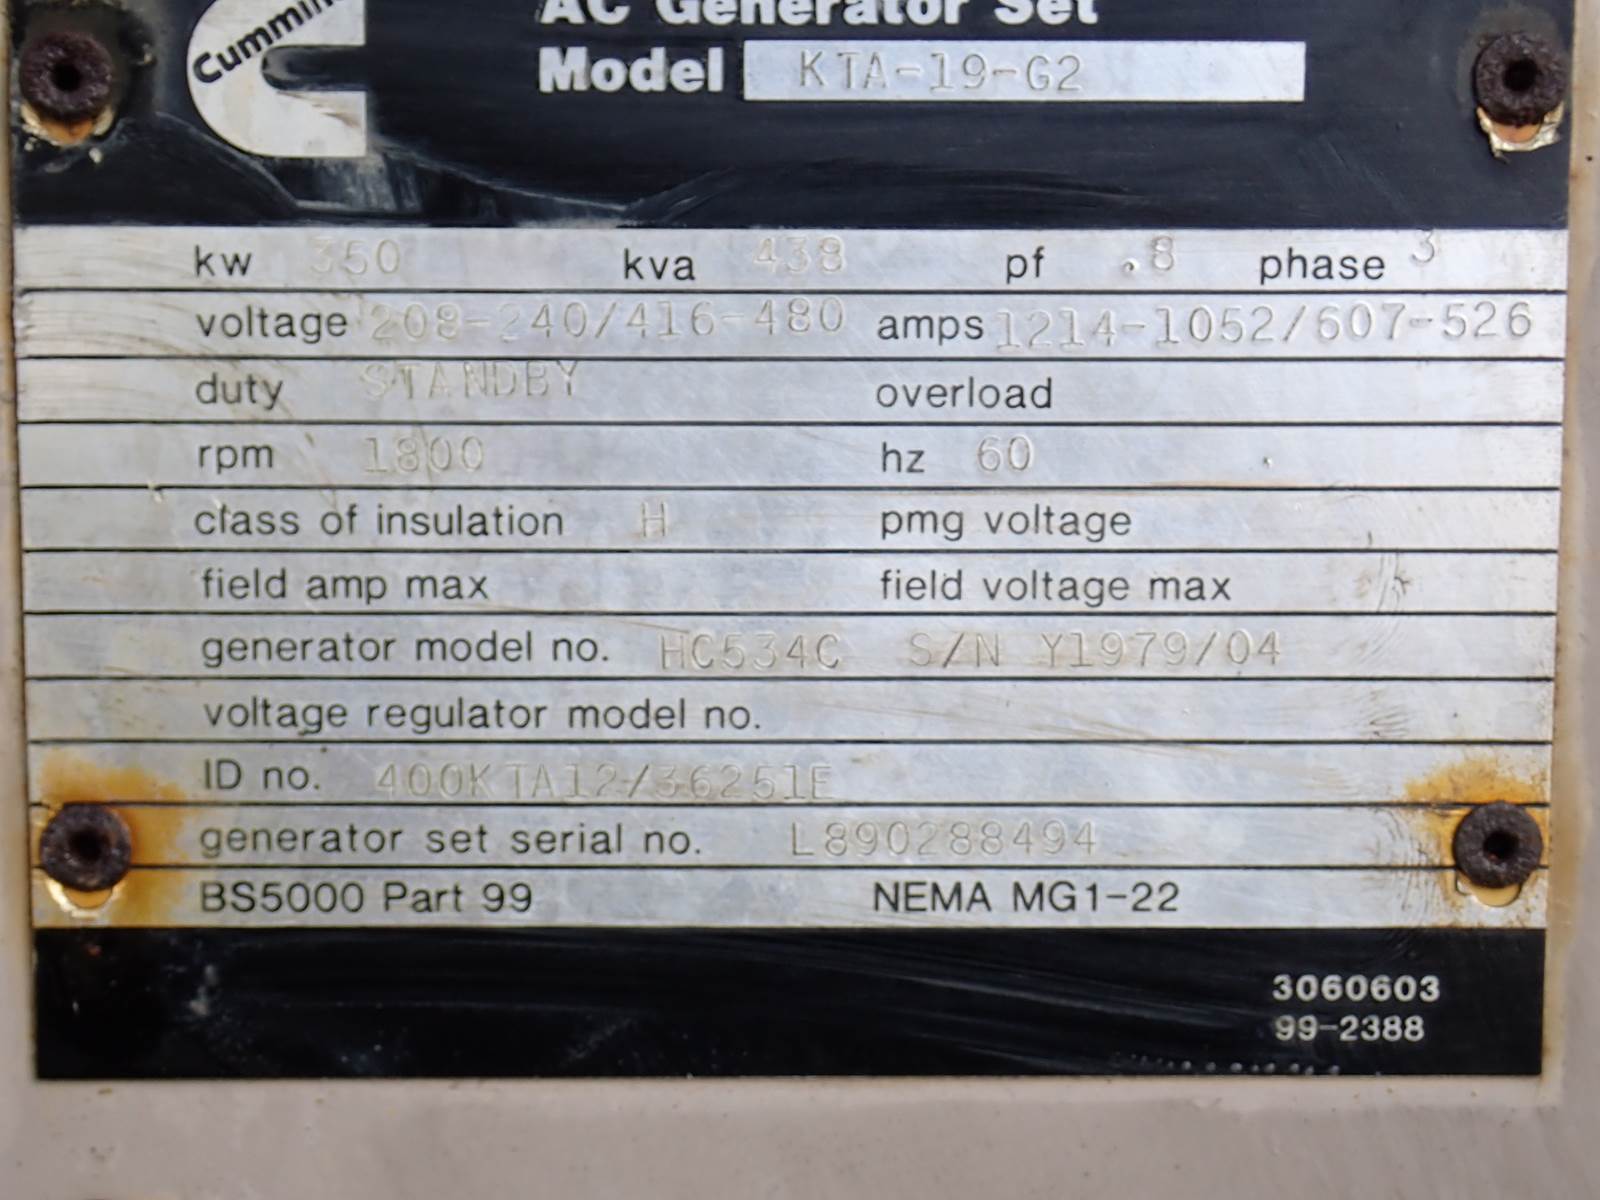 Cummins
AC Generator Set
Model KTA-19-G2
kw 350 kva 438 pf .8 phase 3
voltage 208-240/416-480 amps 1214-1052/607-526
duty STANDBY overload
rpm 1800 hz 60
class of insulation H pmg voltage
field amp max field voltage max
generator model no. HC534C S/N Y1979/04
voltage regulator model no.
ID no. 400KTA12/36251E
generator set serial no. L890288494
BS5000 Part 99 NEMA MG1-22
3060603
99-2388